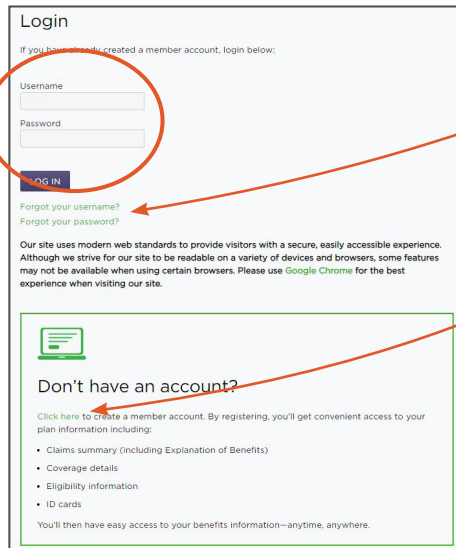 Login
If you have already created a member account, login below:
Username
Password
LOG IN
Forgot your username?
Forgot your password?
Our site uses modern web standards to provide visitors with a secure, easily accessible experience.
Although we strive for our site to be readable on a variety of devices and browsers, some features
may not be available when using certain browsers. Please use Google Chrome for the best
experience when visiting our site.
Don't have an account?
Click here to create a member account. By registering, you'll get convenient access to your
plan information including:
• Claims summary (including Explanation of Benefits)
• Coverage details
• Eligibility information
• ID cards
You'll then have easy access to your benefits information—anytime, anywhere.